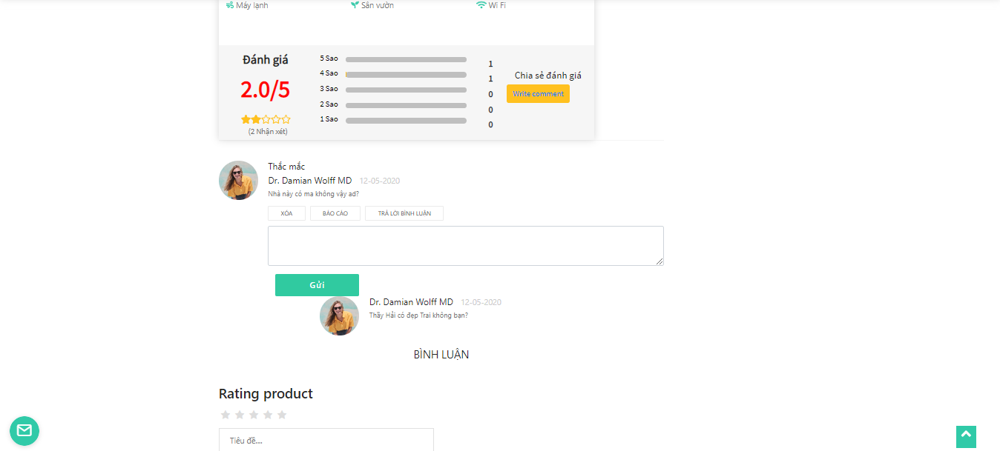 Máy lạnh Sân vườn Wi Fi
Đánh giá
2.0/5
(2 Nhận xét)
5 Sao 1
4 Sao 1
3 Sao 0
2 Sao 0
1 Sao 0
Chia sẻ đánh giá
Write comment
Thắc mắc
Dr. Damian Wolff MD 12-05-2020
Nhà này có ma không vậy ad?
XÓA BÁO CÁO TRẢ LỜI BÌNH LUẬN
Gửi
Dr. Damian Wolff MD 12-05-2020
Thầy Hải có đẹp Trai không bạn?
BÌNH LUẬN
Rating product
Tiêu đề....